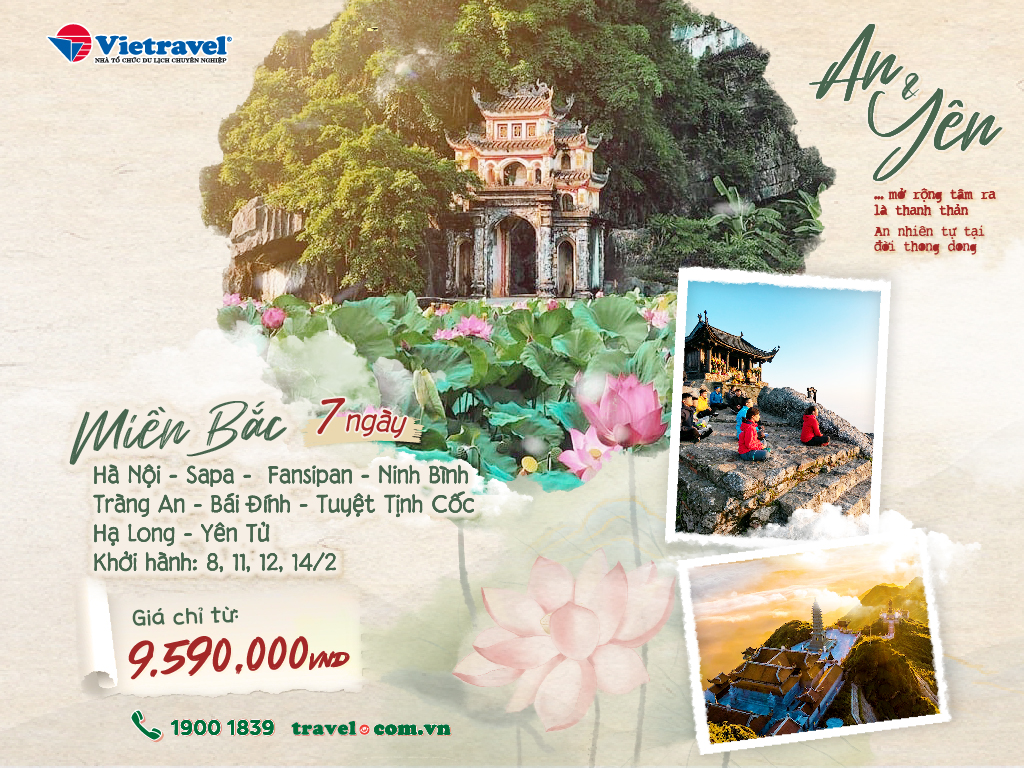 Vietravel®
NHÀ TỔ CHỨC DU LỊCH CHUYÊN NGHIỆP
An
&
Yên
... mở rộng tâm ra
là thanh thản
An nhiên tự tại
đời thong dong
Miền Bắc 7 ngày
Hà Nội - Sapa - Fansipan - Ninh Bình
Tràng An - Bái Đính - Tuyệt Tịnh Cốc
Hạ Long - Yên Tử
Khởi hành: 8, 11, 12, 14/2
Giá chỉ từ:
9.590.000VND
1900 1839 travel.com.vn